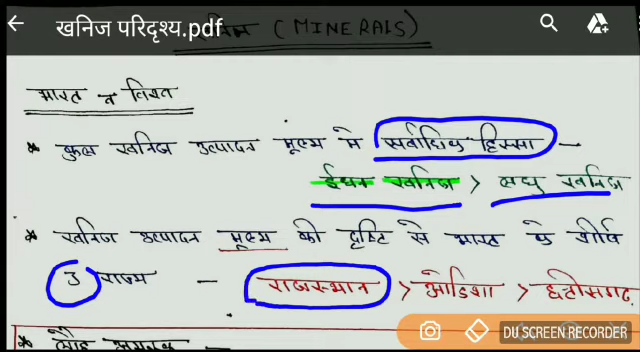 खनिज परिदृश्य.pdf
(MINERALS)
भारत व विश्व
* कुल खनिज उत्पादन मूल्य में सर्वाधिक हिस्सा –
ईंधन खनिज > लघु खनिज
* खनिज उत्पादन मूल्य की दृष्टि से भारत के शीर्ष
3 राज्य – राजस्थान > ओडिशा > छत्तीसगढ़.
* लौह अयस्क –
DU SCREEN RECORDER